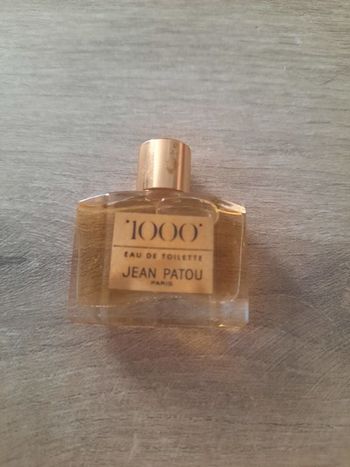 '1000'
EAU DE TOILETTE
JEAN PATOU
PARIS